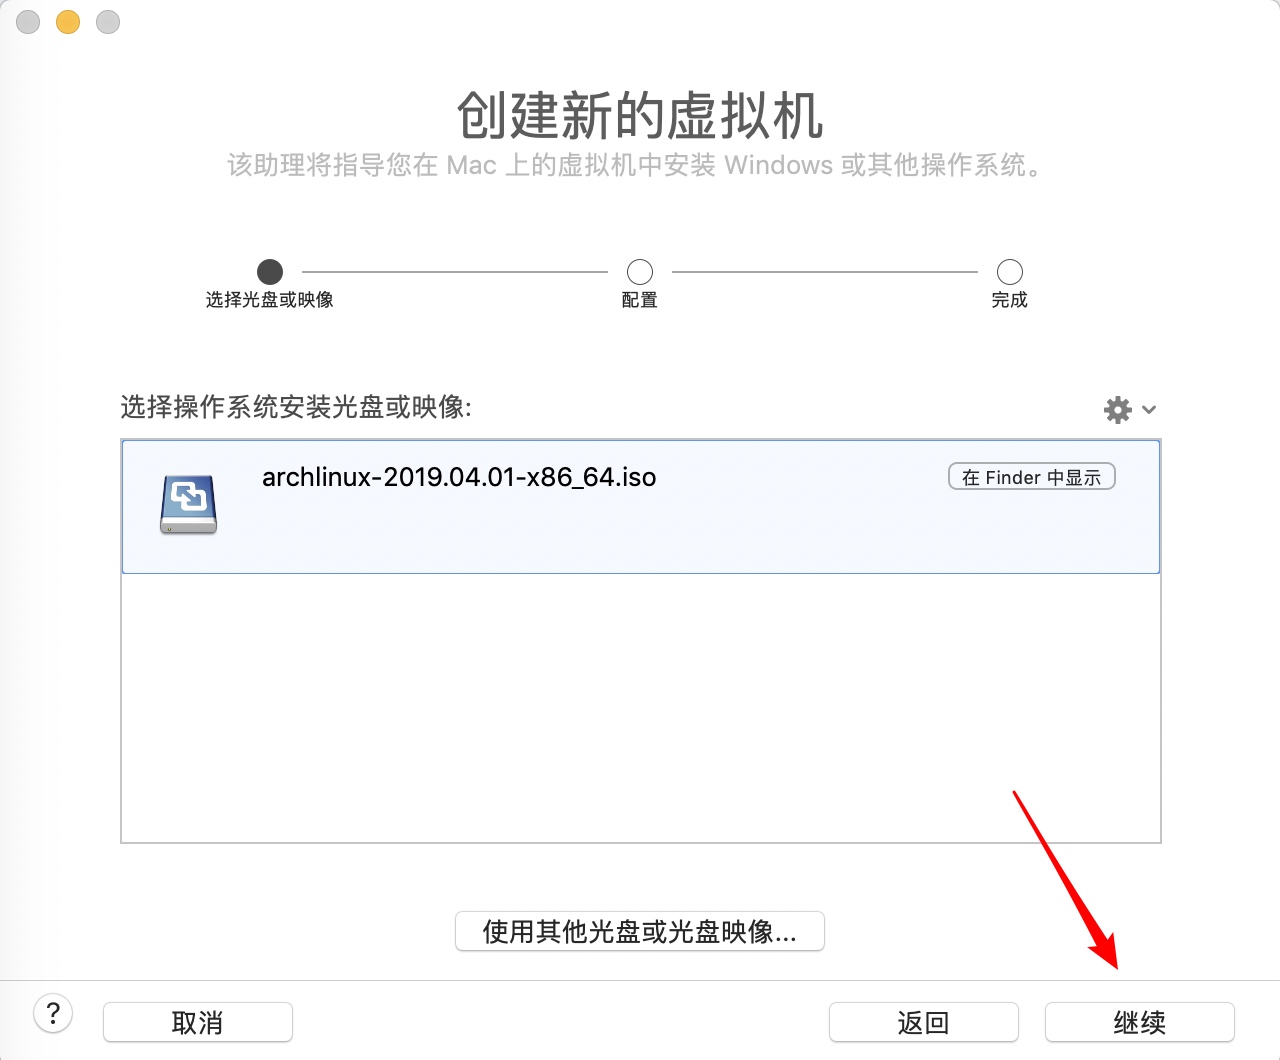 创建新的虚拟机
该助理将指导您在 Mac 上的虚拟机中安装 Windows 或其他操作系统。
选择光盘或映像
配置
完成
选择操作系统安装光盘或映像:
archlinux-2019.04.01-x86_64.iso
在 Finder 中显示
使用其他光盘或光盘映像...
?
取消
返回
继续